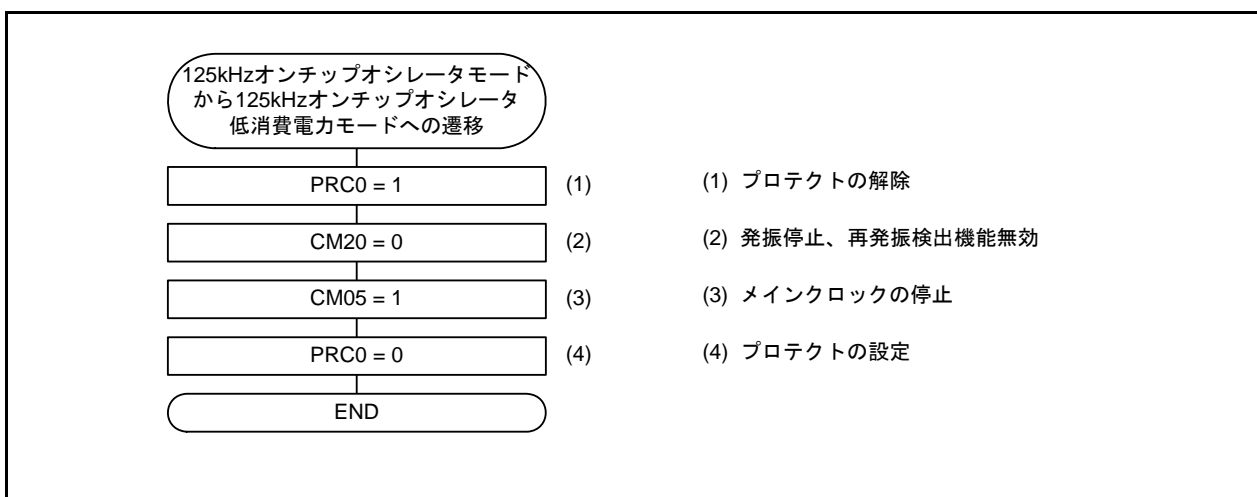 125kHzオンチップオシレータモード
から125kHzオンチップオシレータ
低消費電力モードへの遷移
PRC0 = 1 (1) (1) プロテクトの解除
CM20 = 0 (2) (2) 発振停止、再発振検出機能無効
CM05 = 1 (3) (3) メインクロックの停止
PRC0 = 0 (4) (4) プロテクトの設定
END